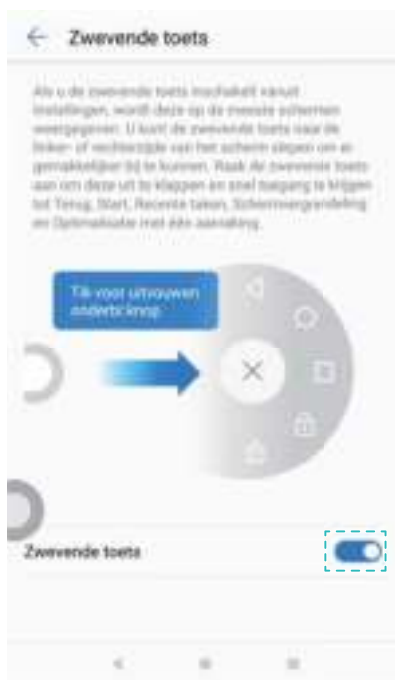 Zwevende toets
Als u de zwevende toets inschakelt vanuit
instellingen, wordt deze op de meeste schermen
weergegeven. U kunt de zwevende toets naar de
linker- of rechterzijde van het scherm slepen om er
gemakkelijker bij te kunnen. Raak de zwevende toets
aan om deze uit te klappen en snel toegang te krijgen
tot Terug, Start, Recente taken, Schermvergrendeling
en Optimalisatie met één aanraking.
Tik voor uitvouwen
onderbr.knop
Zwevende toets